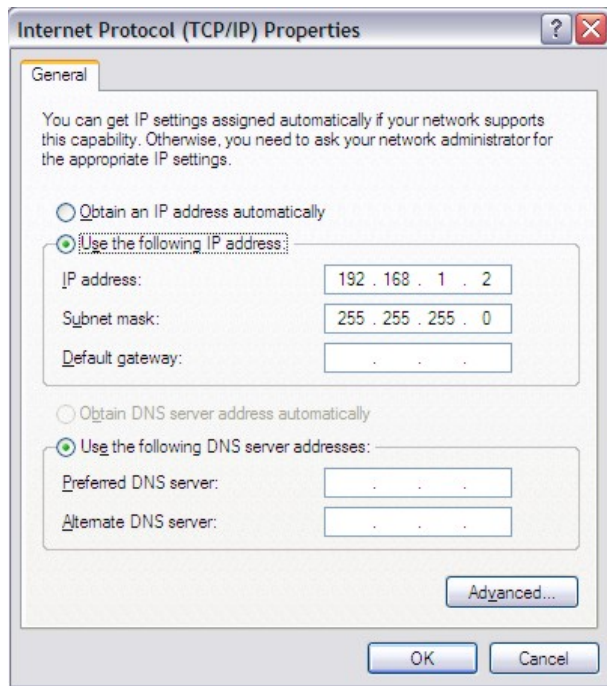 Internet Protocol (TCP/IP) Properties
General
You can get IP settings assigned automatically if your network supports
this capability. Otherwise, you need to ask your network administrator for
the appropriate IP settings.
Obtain an IP address automatically
Use the following IP address:
IP address: 192 . 168 . 1 . 2
Subnet mask: 255 . 255 . 255 . 0
Default gateway: . . .
Obtain DNS server address automatically
Use the following DNS server addresses:
Preferred DNS server: . . .
Alternate DNS server: . . .
Advanced...
OK Cancel